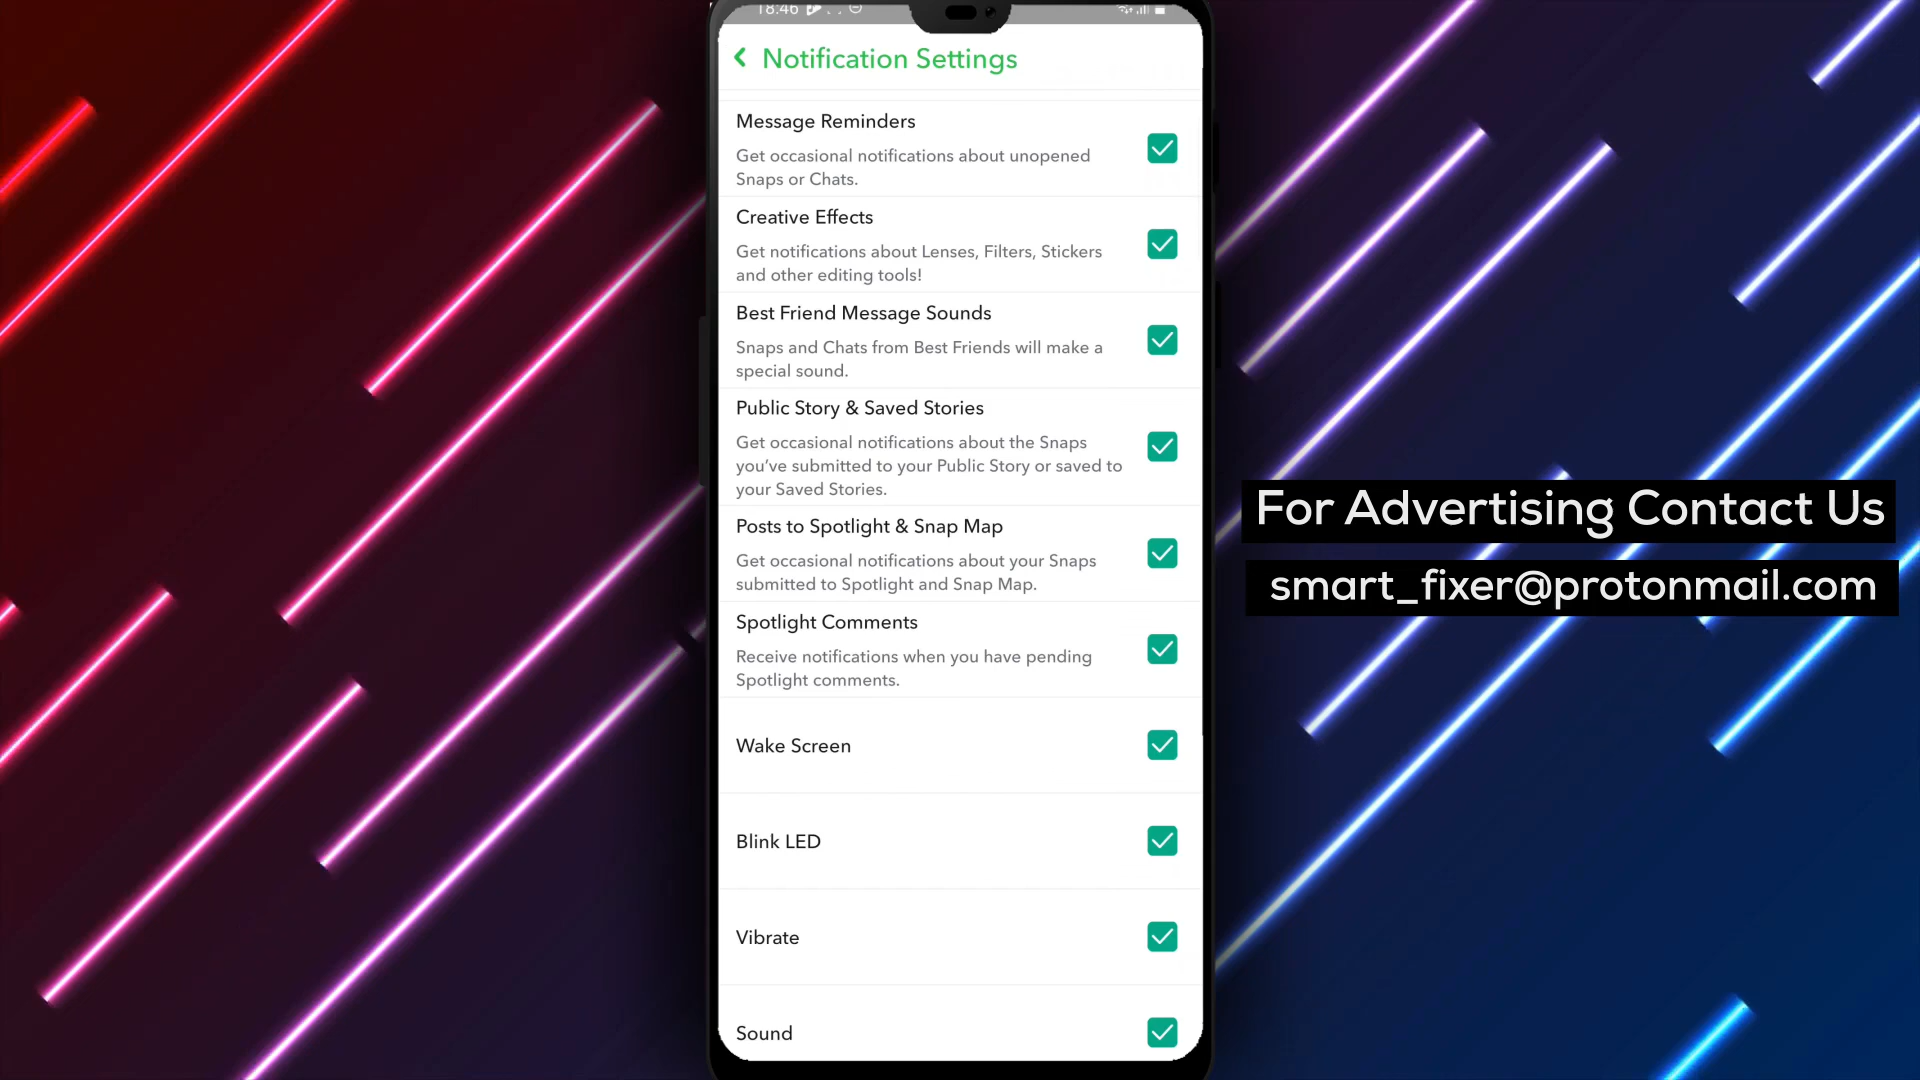 18:46
Notification Settings
Message Reminders
Get occasional notifications about unopened
Snaps or Chats.
Creative Effects
Get notifications about Lenses, Filters, Stickers
and other editing tools!
Best Friend Message Sounds
Snaps and Chats from Best Friends will make a
special sound.
Public Story & Saved Stories
Get occasional notifications about the Snaps
you’ve submitted to your Public Story or saved to
your Saved Stories.
Posts to Spotlight & Snap Map
Get occasional notifications about your Snaps
submitted to Spotlight and Snap Map.
Spotlight Comments
Receive notifications when you have pending
Spotlight comments.
Wake Screen
Blink LED
Vibrate
Sound
For Advertising Contact Us
smart_fixer@protonmail.com